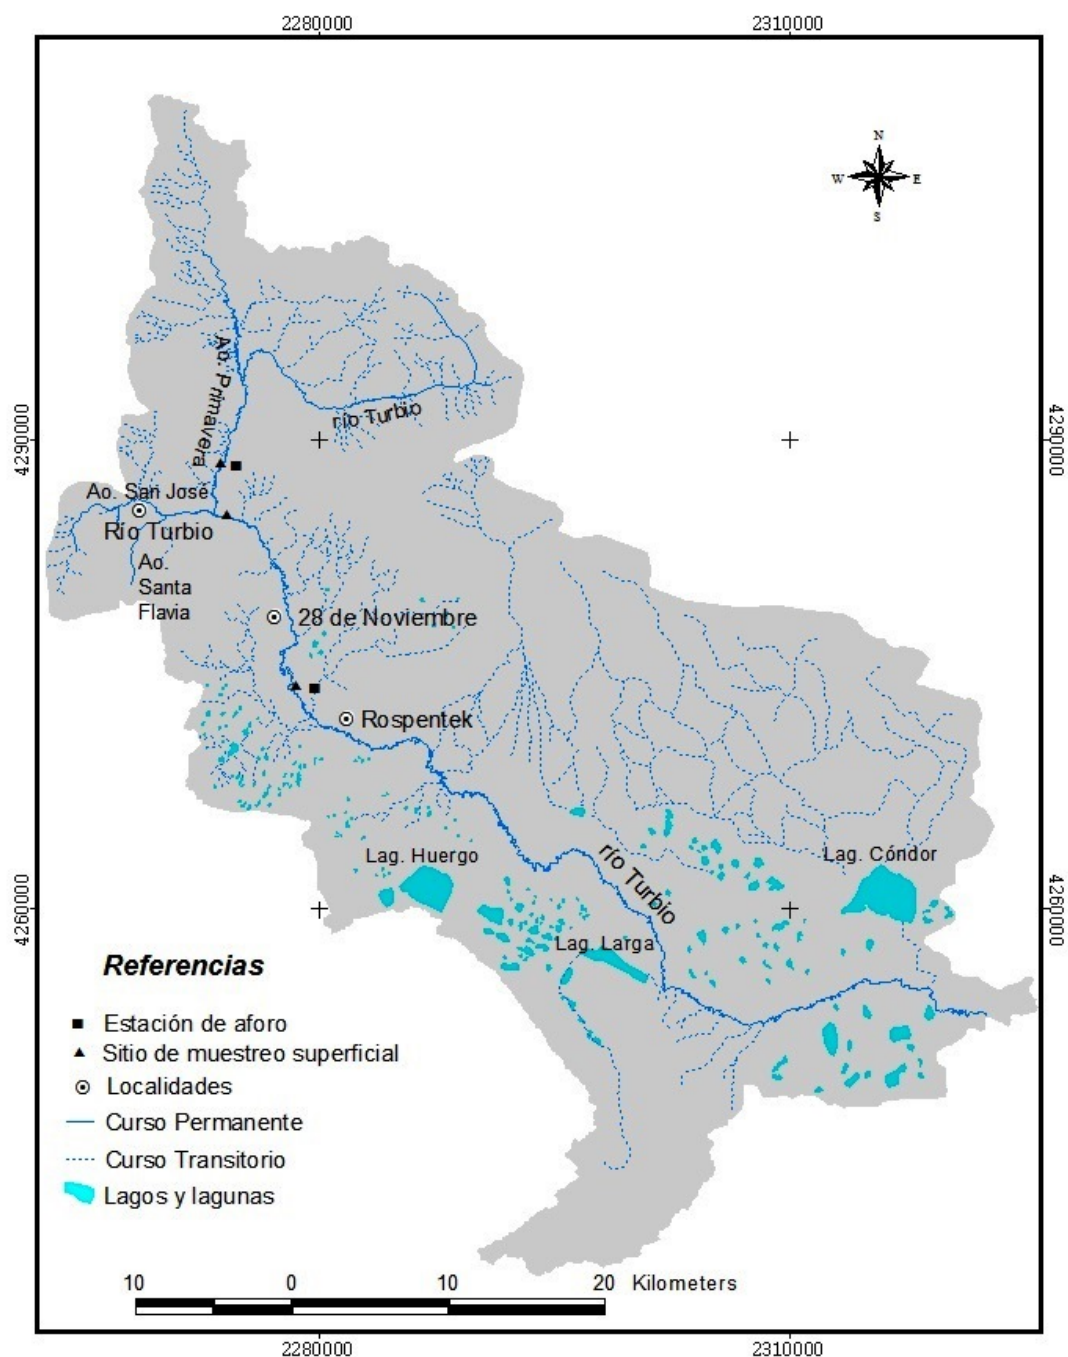 2280000
2310000
N
W
E
S
Ao. Primavera
río Turbio
4290000
4290000
Ao. San José
Río Turbio
Ao.
Santa
Flavia
28 de Noviembre
Rospentek
Lag. Huergo
río Turbio
Lag. Cóndor
4260000
4260000
Lag. Larga
Referencias
Estación de aforo
Sitio de muestreo superficial
Localidades
Curso Permanente
Curso Transitorio
Lagos y lagunas
10
0
10
20
Kilometers
2280000
2310000